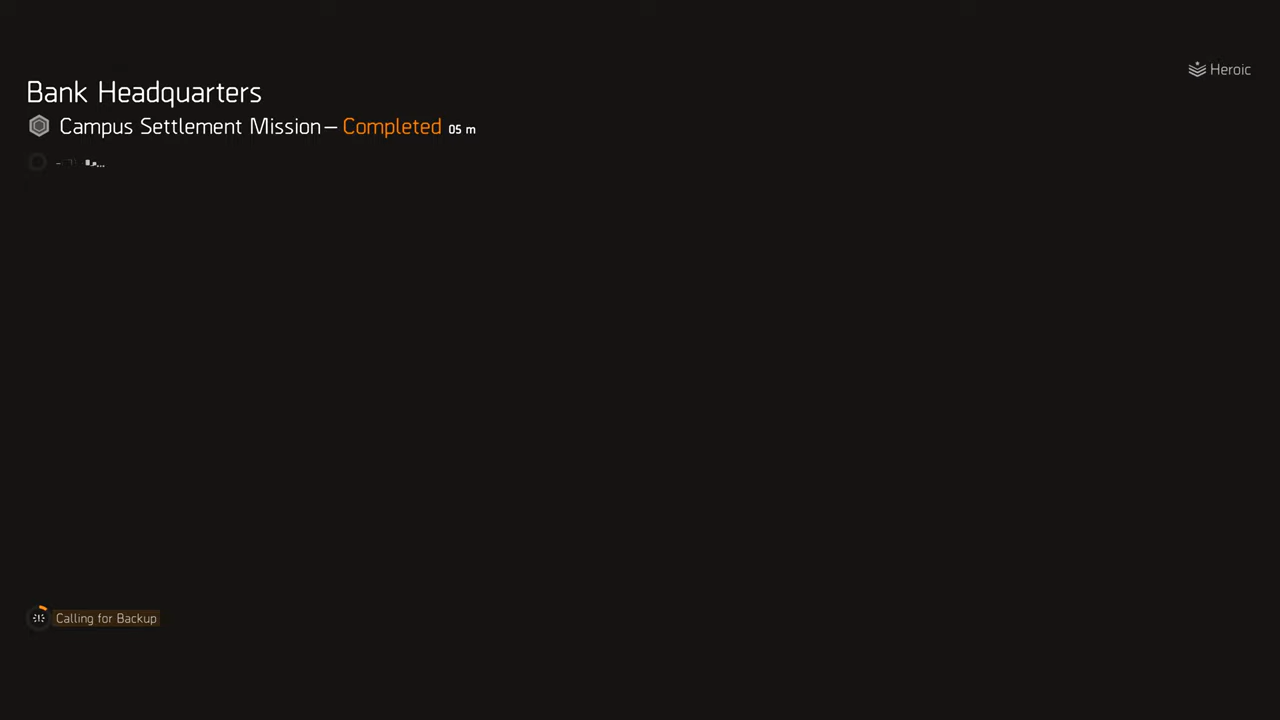 Heroic
Bank Headquarters
Campus Settlement Mission – Completed 05 m
Calling for Backup